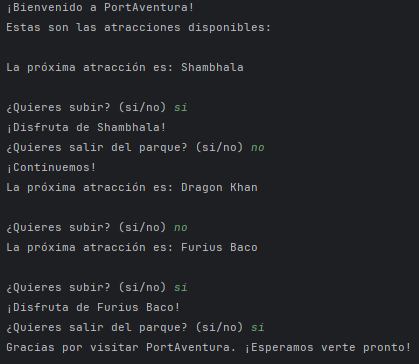 ¡Bienvenido a PortAventura!
Estas son las atracciones disponibles:
La próxima atracción es: Shambhala
¿Quieres subir? (si/no) si
¡Disfruta de Shambhala!
¿Quieres salir del parque? (si/no) no
¡Continuemos!
La próxima atracción es: Dragon Khan
¿Quieres subir? (si/no) no
La próxima atracción es: Furius Baco
¿Quieres subir? (si/no) si
¡Disfruta de Furius Baco!
¿Quieres salir del parque? (si/no) si
Gracias por visitar PortAventura. ¡Esperamos verte pronto!